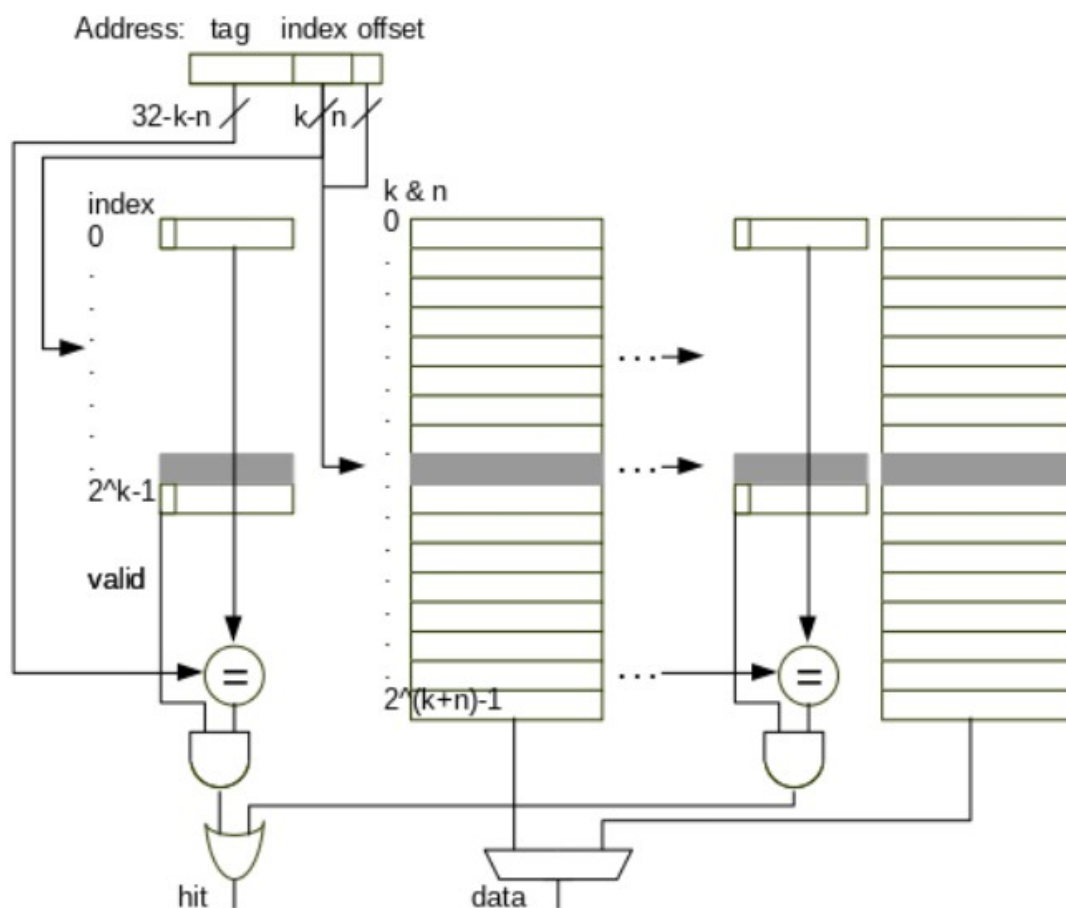 Address: tag index offset
32-k-n k n
k & n
index
0 0
... ...
... ...
2^k-1
valid
= ... =
2^(k+n)-1
hit data